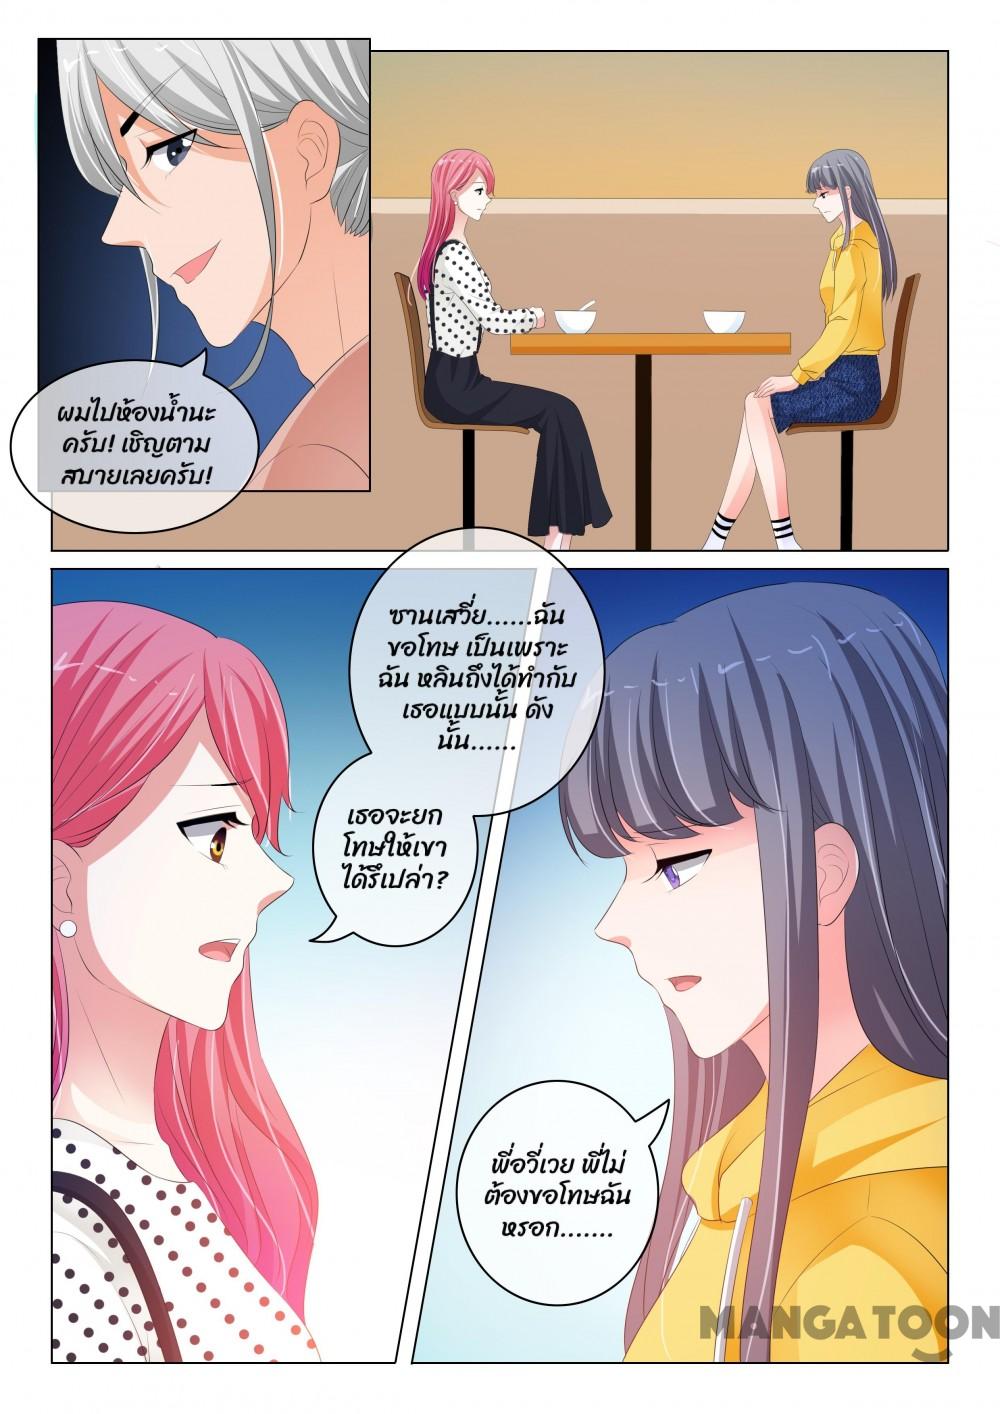 ผมไปห้องน้ำนะ
ครับ! เชิญตาม
สบายเลยครับ!
ซานเสวี่ย......ฉัน
ขอโทษ เป็นเพราะ
ฉัน หลินถึงได้ทำกับ
เธอแบบนั้น ดัง
นั้น......
เธอจะยก
โทษให้เขา
ได้รึเปล่า?
พี่อวี่เวย พี่ไม่
ต้องขอโทษฉัน
หรอก.......
MANGATOON